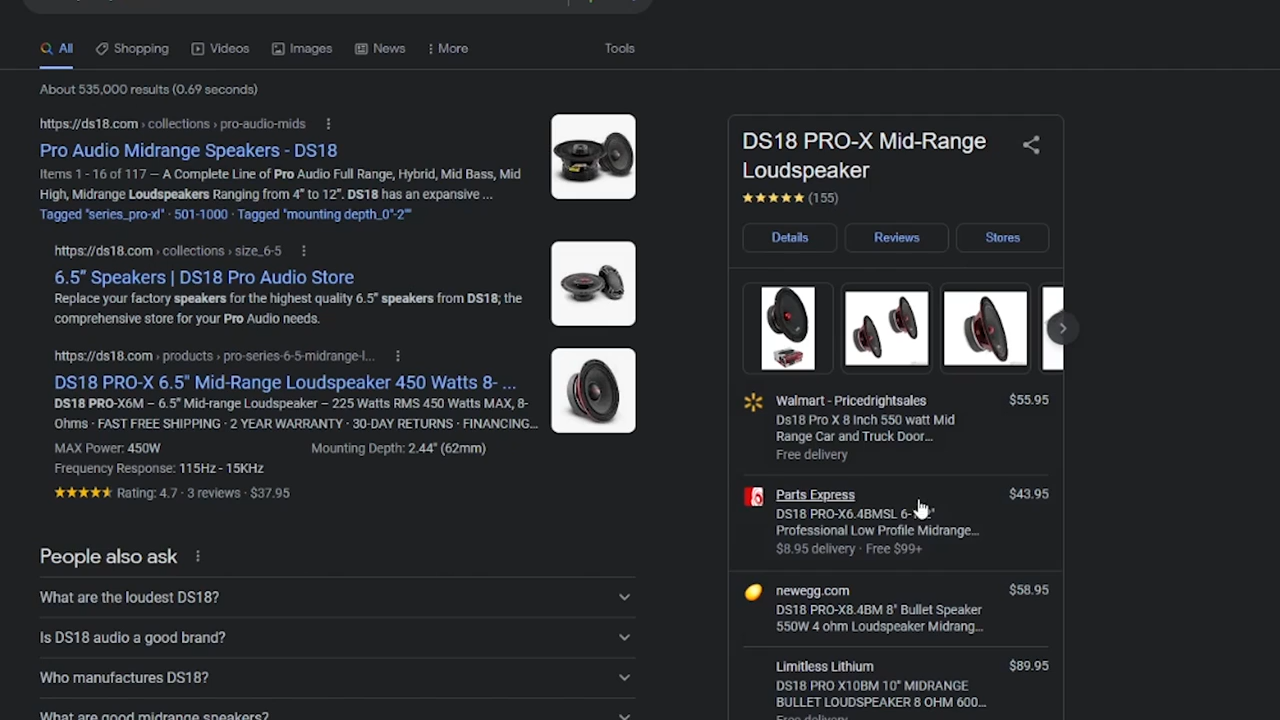 All
Shopping
Videos
Images
News
More
Tools
About 535,000 results (0.69 seconds)
https://ds18.com › collections › pro-audio-mids
Pro Audio Midrange Speakers - DS18
Items 1 - 16 of 117 — A Complete Line of Pro Audio Full Range, Hybrid, Mid Bass, Mid
High, Midrange Loudspeakers Ranging from 4" to 12". DS18 has an expansive ...
Tagged "series_pro-xl" · 501-1000 · Tagged "mounting depth_0"-2""
https://ds18.com › collections › size_6-5
6.5” Speakers | DS18 Pro Audio Store
Replace your factory speakers for the highest quality 6.5" speakers from DS18; the
comprehensive store for your Pro Audio needs.
https://ds18.com › products › pro-series-6-5-midrange-l...
DS18 PRO-X 6.5" Mid-Range Loudspeaker 450 Watts 8- ...
DS18 PRO-X6M – 6.5" Mid-range Loudspeaker – 225 Watts RMS 450 Watts MAX, 8-
Ohms · FAST FREE SHIPPING · 2 YEAR WARRANTY · 30-DAY RETURNS · FINANCING...
MAX Power: 450W
Mounting Depth: 2.44" (62mm)
Frequency Response: 115Hz - 15KHz
Rating: 4.7 · 3 reviews · $37.95
People also ask
What are the loudest DS18?
Is DS18 audio a good brand?
Who manufactures DS18?
What are good midrange speakers?
DS18 PRO-X Mid-Range
Loudspeaker
(155)
Details
Reviews
Stores
Walmart - Pricedrightsales
$55.95
Ds18 Pro X 8 Inch 550 watt Mid
Range Car and Truck Door...
Free delivery
Parts Express
$43.95
DS18 PRO-X6.4BMSL
Professional Low Profile Midrange...
$8.95 delivery · Free $99+
newegg.com
$58.95
DS18 PRO-X8.4BM 8" Bullet Speaker
550W 4 ohm Loudspeaker Midrang...
Limitless Lithium
$89.95
DS18 PRO X10BM 10" MIDRANGE
BULLET LOUDSPEAKER 8 OHM 600...
Free delivery